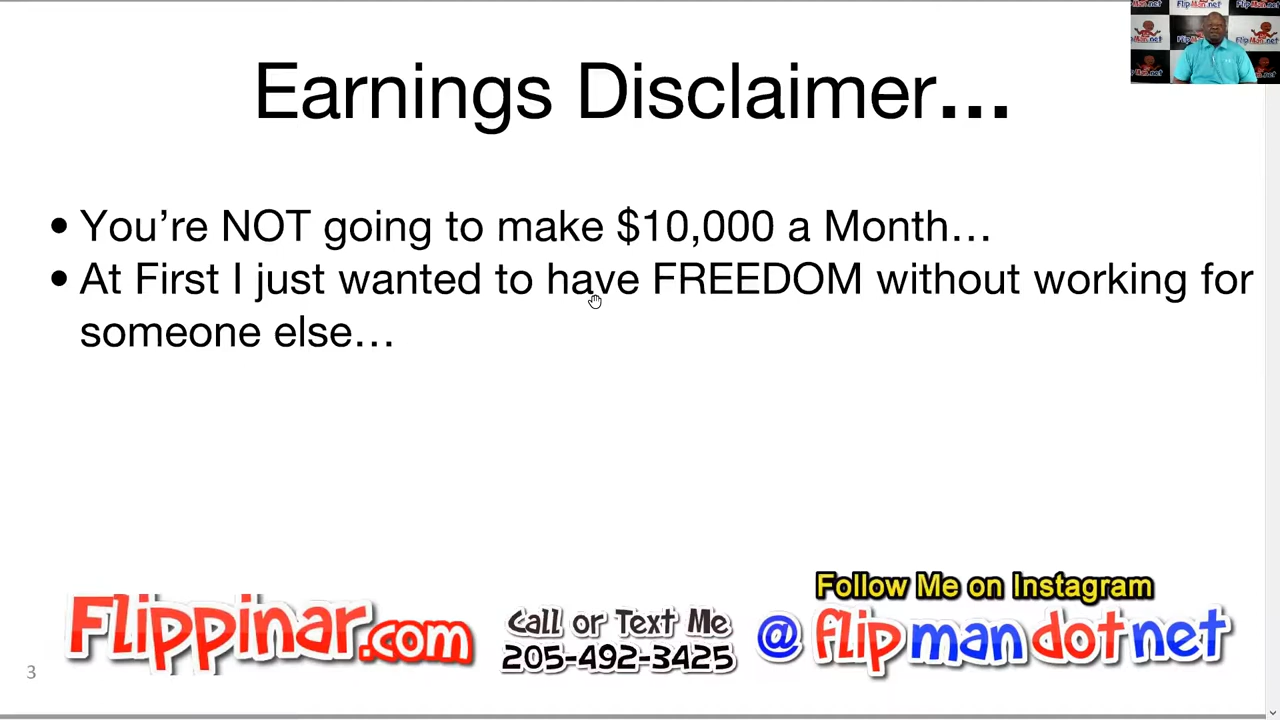 FlipMan.net
Earnings Disclaimer...
• You’re NOT going to make $10,000 a Month…
• At First I just wanted to have FREEDOM without working for
someone else…
Follow Me on Instagram
Flippinar.com
Call or Text Me
205-492-3425
@ flipmandotnet
3